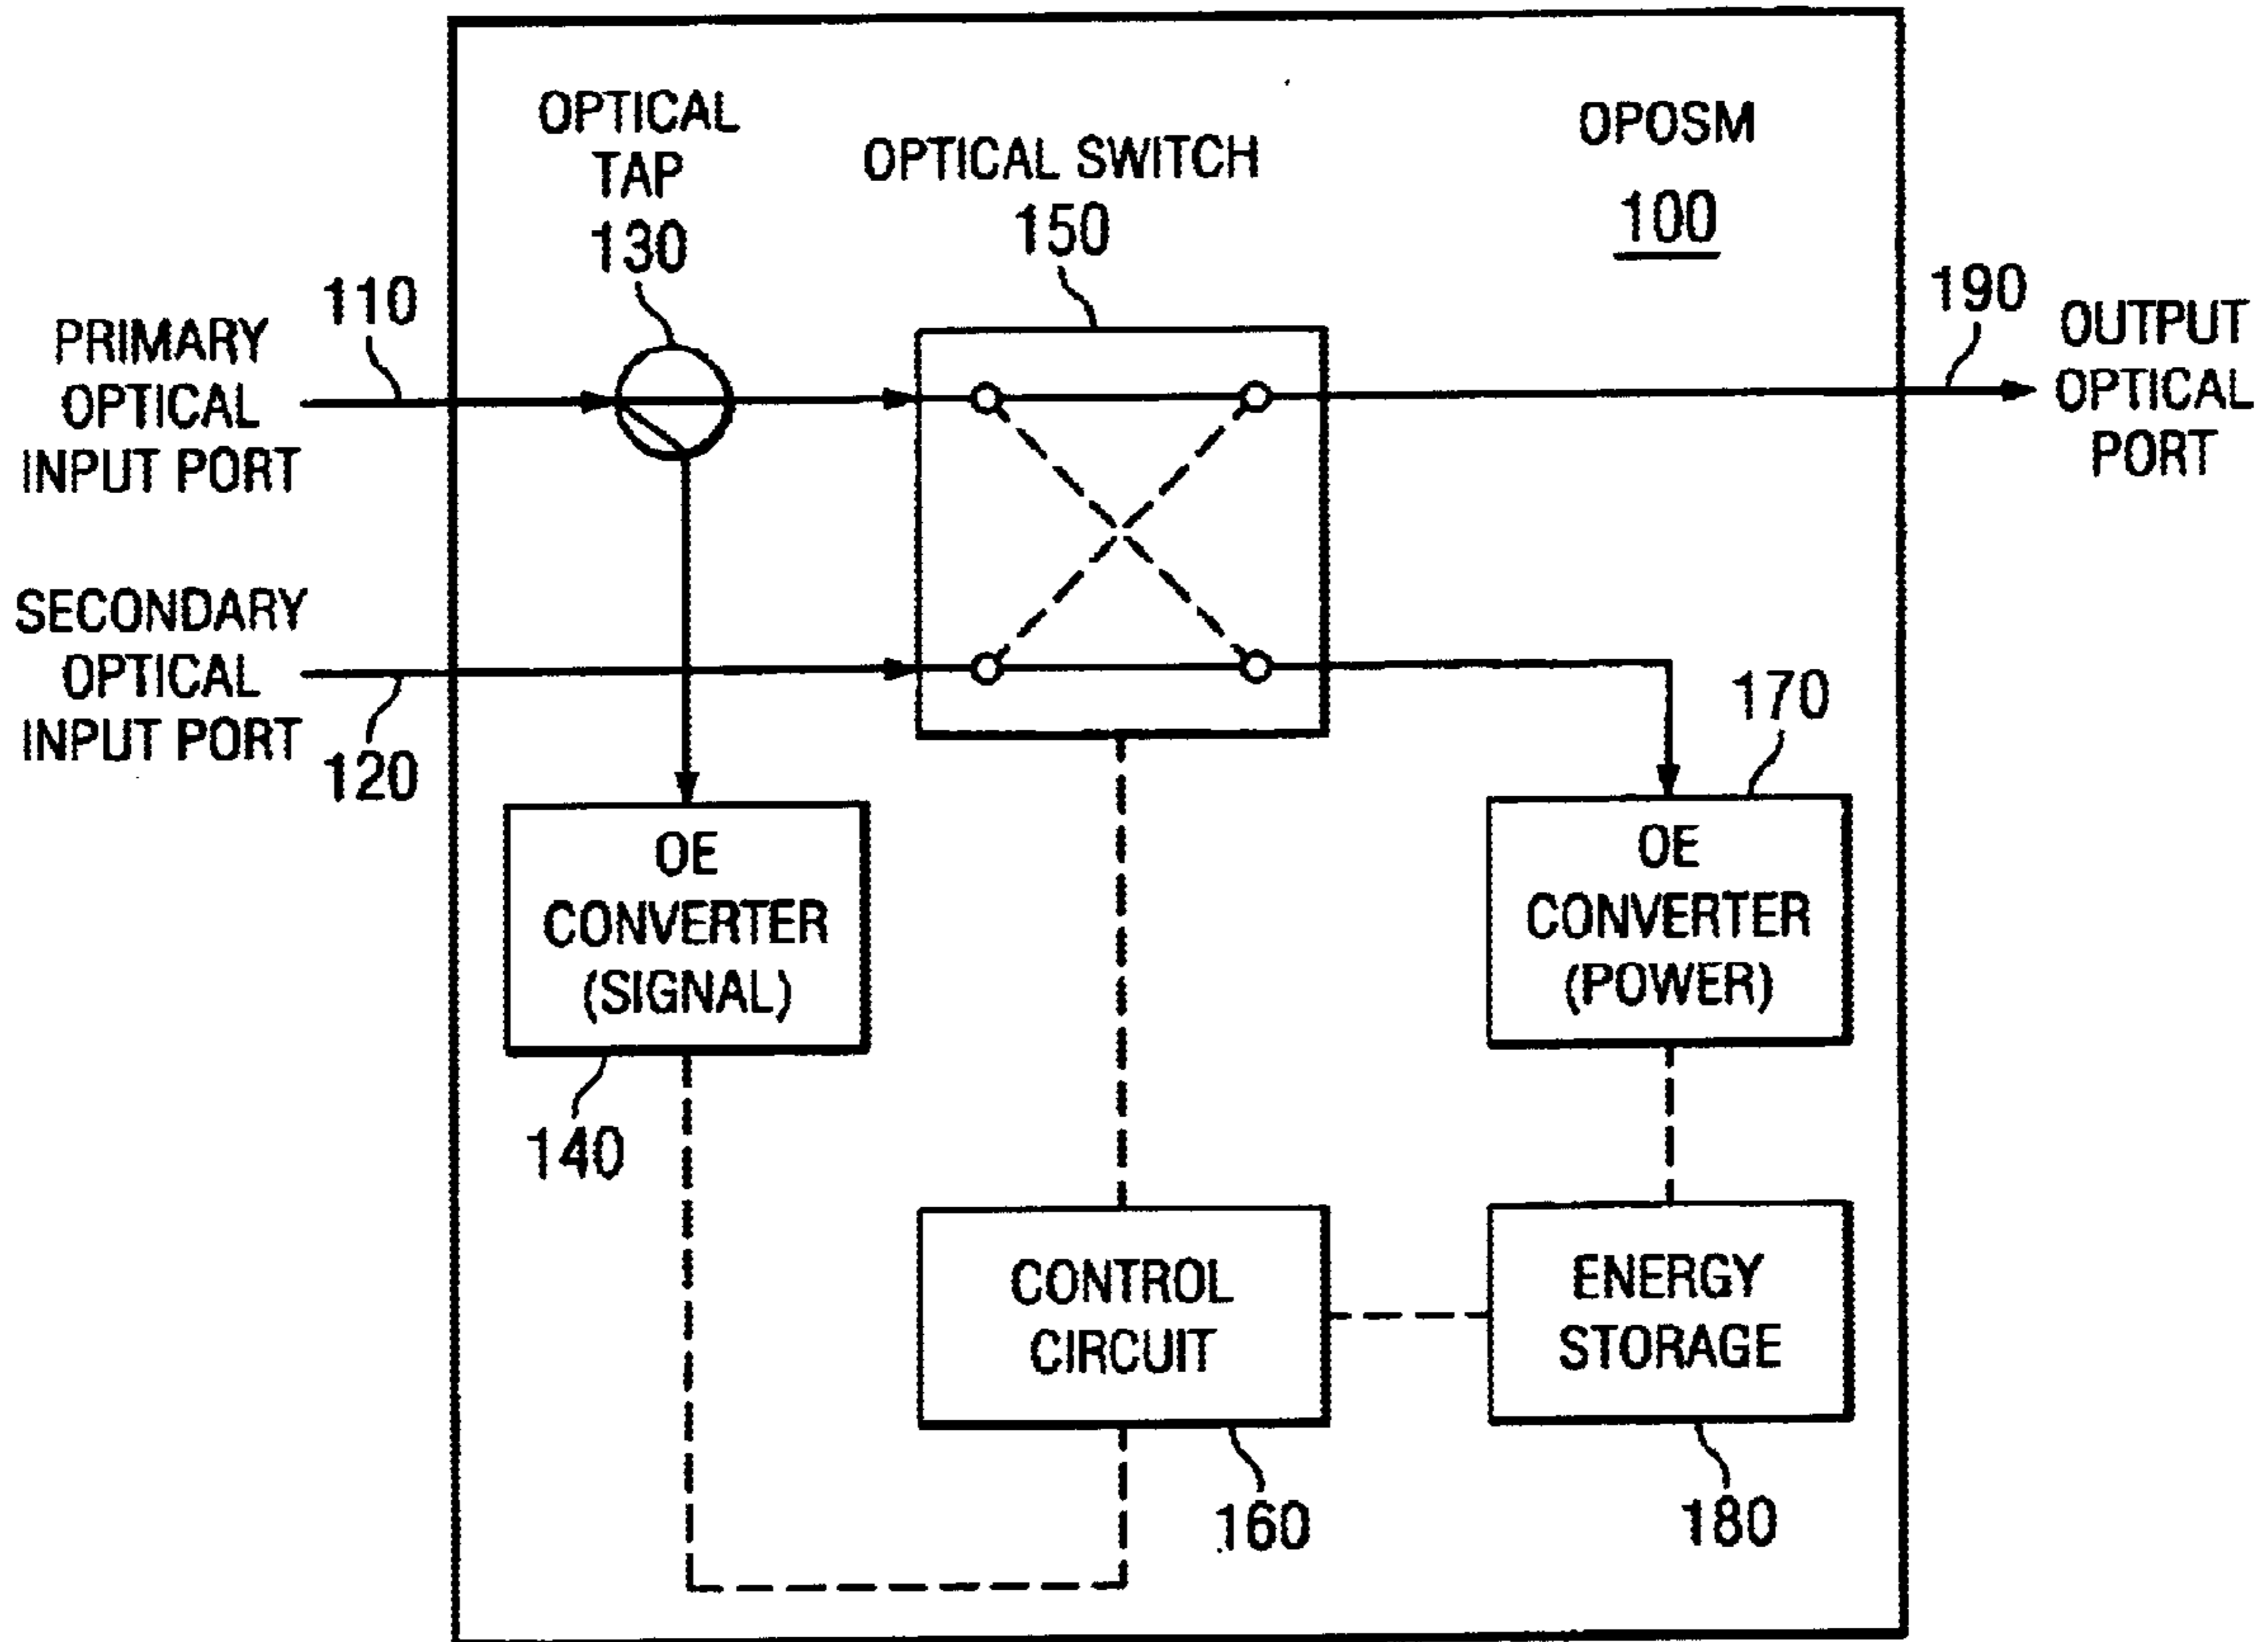 OPTICAL
TAP
130
OPTICAL SWITCH
150
OPOSM
100
110
PRIMARY
OPTICAL
INPUT PORT
190
OUTPUT
OPTICAL
PORT
SECONDARY
OPTICAL
INPUT PORT
120
170
OE
CONVERTER
(SIGNAL)
140
OE
CONVERTER
(POWER)
CONTROL
CIRCUIT
160
ENERGY
STORAGE
180